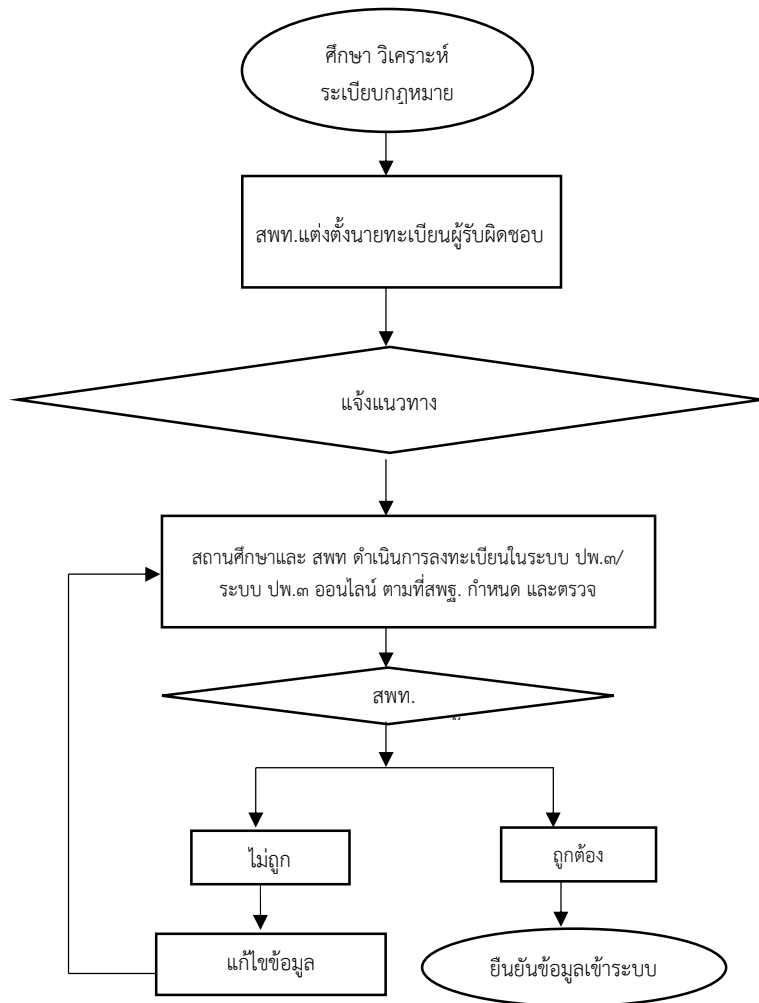 ศึกษา วิเคราะห์
ระเบียบกฎหมาย
สพท.แต่งตั้งนายทะเบียนผู้รับผิดชอบ
แจ้งแนวทาง
สถานศึกษาและ สพท ดำเนินการลงทะเบียนในระบบ ปพ.๓/
ระบบ ปพ.๓ ออนไลน์ ตามที่สพฐ. กำหนด และตรวจ
สพท.
ไม่ถูก
ถูกต้อง
แก้ไขข้อมูล
ยืนยันข้อมูลเข้าระบบ